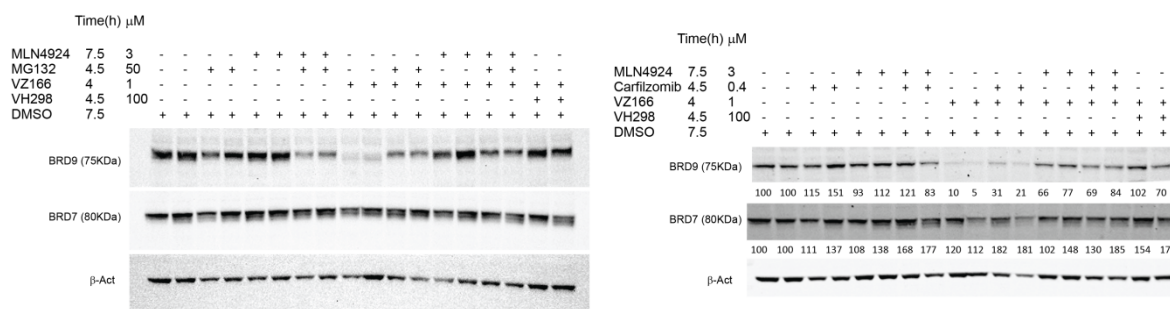 Time(h) μM
MLN4924 7.5 3 - - - - + + + + - - - - + + + + - -
MG132 4.5 50 - - + + - - + + - - + + - - + + - -
VZ166 4 1 - - - - - - - - + + + + + + + + + +
VH298 4.5 100 - - - - - - - - - - - - - - - - + +
DMSO 7.5 + + + + + + + + + + + + + + + + + +
BRD9 (75KDa)
BRD7 (80KDa)
β-Act
Time(h) μM
MLN4924 7.5 3 - - - - + + + + - - - - + + + + - -
Carfilzomib 4.5 0.4 - - + + - - + + - - + + - - + + - -
VZ166 4 1 - - - - - - - - + + + + + + + + + +
VH298 4.5 100 - - - - - - - - - - - - - - - - + +
DMSO 7.5 + + + + + + + + + + + + + + + + + +
BRD9 (75KDa)
100 100 115 151 93 112 121 83 10 5 31 21 66 77 69 84 102 70
BRD7 (80KDa)
100 100 111 137 108 138 168 177 120 112 182 181 102 148 130 185 154 17
β-Act